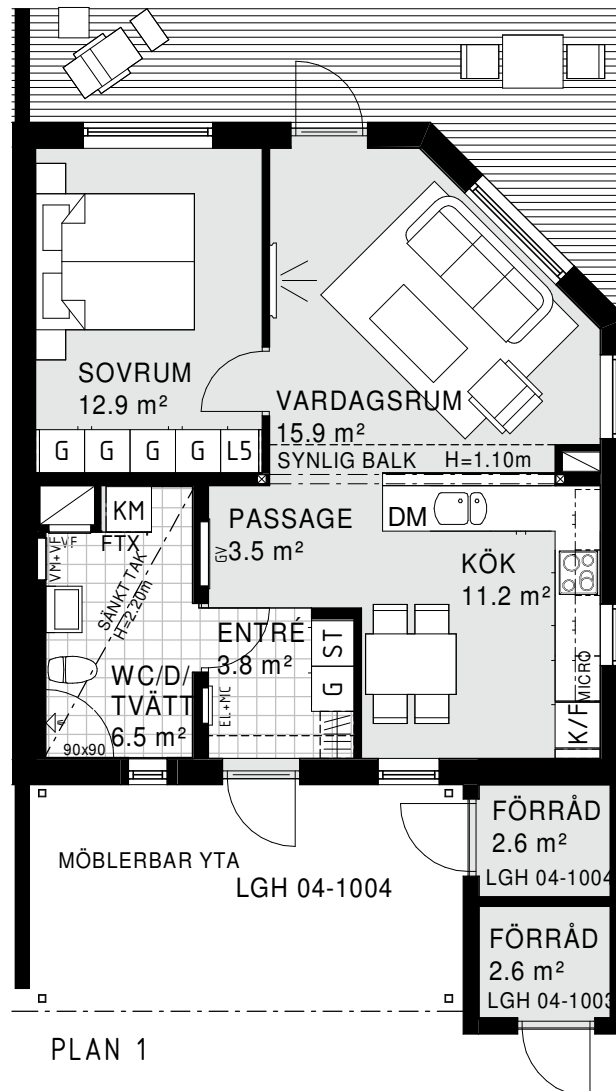 SOVRUM
12.9 m²
VARDAGSRUM
15.9 m²
G G G G L5
SYNLIG BALK H=1.10m
KM
FTX
VM+VF
VF
SÄNKT TAK
H=2.20m
PASSAGE
3.5 m²
GV
DM
KÖK
11.2 m²
ENTRÉ
3.8 m²
ST
G
MICRO
K/F
WC/D/
TVÄTT
6.5 m²
EL+MC
90x90
FÖRRÅD
2.6 m²
LGH 04-1004
MÖBLERBAR YTA
LGH 04-1004
FÖRRÅD
2.6 m²
LGH 04-1003
PLAN 1